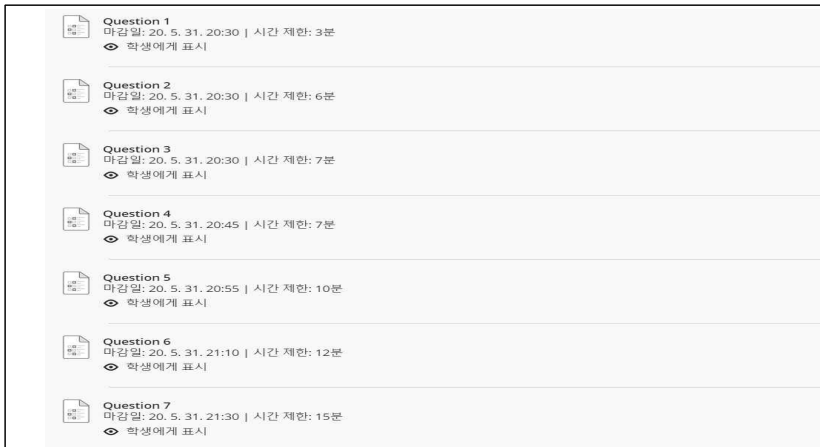 Question 1
마감일: 20. 5. 31. 20:30 | 시간 제한: 3분
학생에게 표시
Question 2
마감일: 20. 5. 31. 20:30 | 시간 제한: 6분
학생에게 표시
Question 3
마감일: 20. 5. 31. 20:30 | 시간 제한: 7분
학생에게 표시
Question 4
마감일: 20. 5. 31. 20:45 | 시간 제한: 7분
학생에게 표시
Question 5
마감일: 20. 5. 31. 20:55 | 시간 제한: 10분
학생에게 표시
Question 6
마감일: 20. 5. 31. 21:10 | 시간 제한: 12분
학생에게 표시
Question 7
마감일: 20. 5. 31. 21:30 | 시간 제한: 15분
학생에게 표시